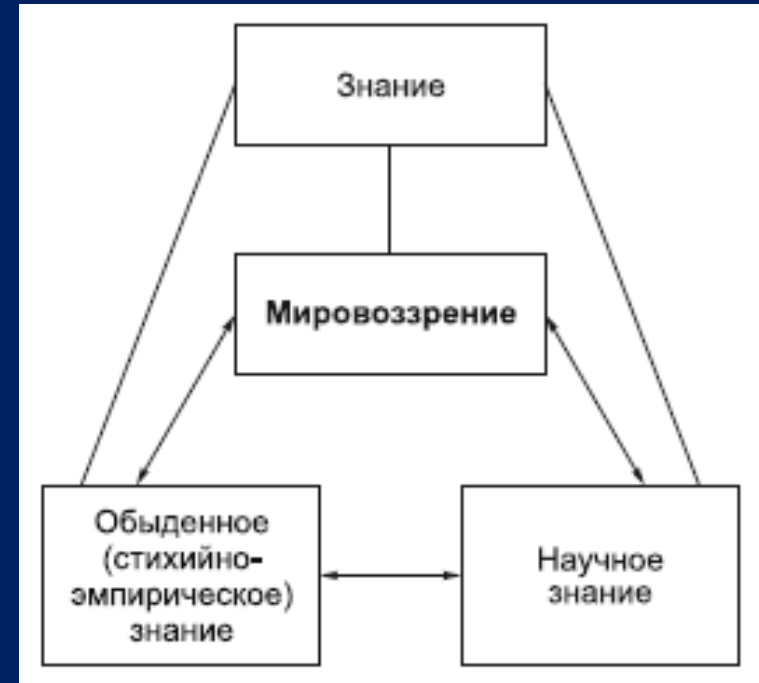 Знание
Мировоззрение
Обыденное
(стихийно-
эмпирическое)
знание
Научное
знание